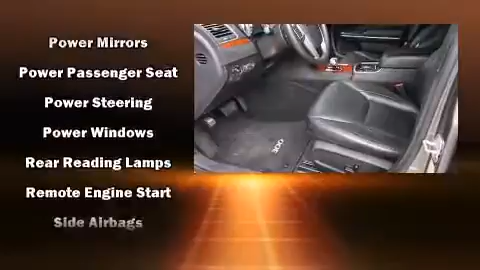 Power Mirrors
Power Passenger Seat
Power Steering
Power Windows
Rear Reading Lamps
Remote Engine Start
Side Airbags
300